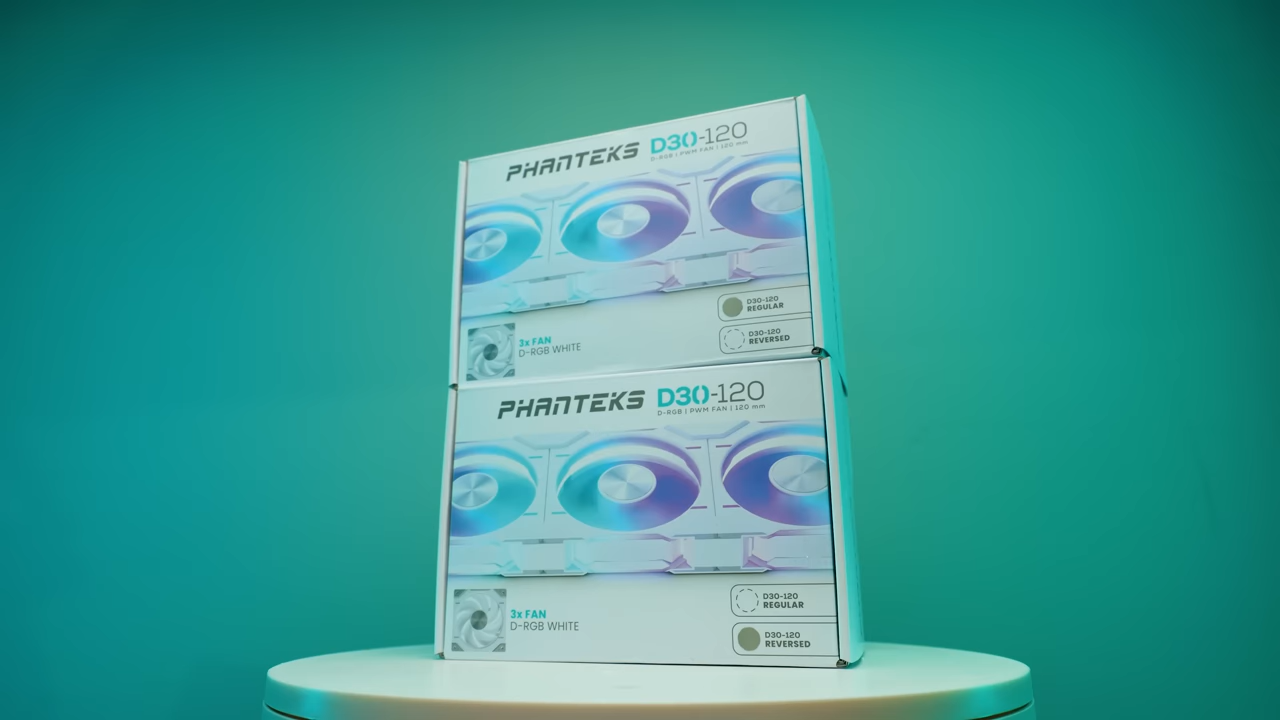 PHANTEKS D30-120
D-RGB | PWM FAN | 120 mm
D30-120
REGULAR
D30-120
REVERSED
3x FAN
D-RGB WHITE
PHANTEKS D30-120
D-RGB | PWM FAN | 120 mm
D30-120
REGULAR
D30-120
REVERSED
3x FAN
D-RGB WHITE